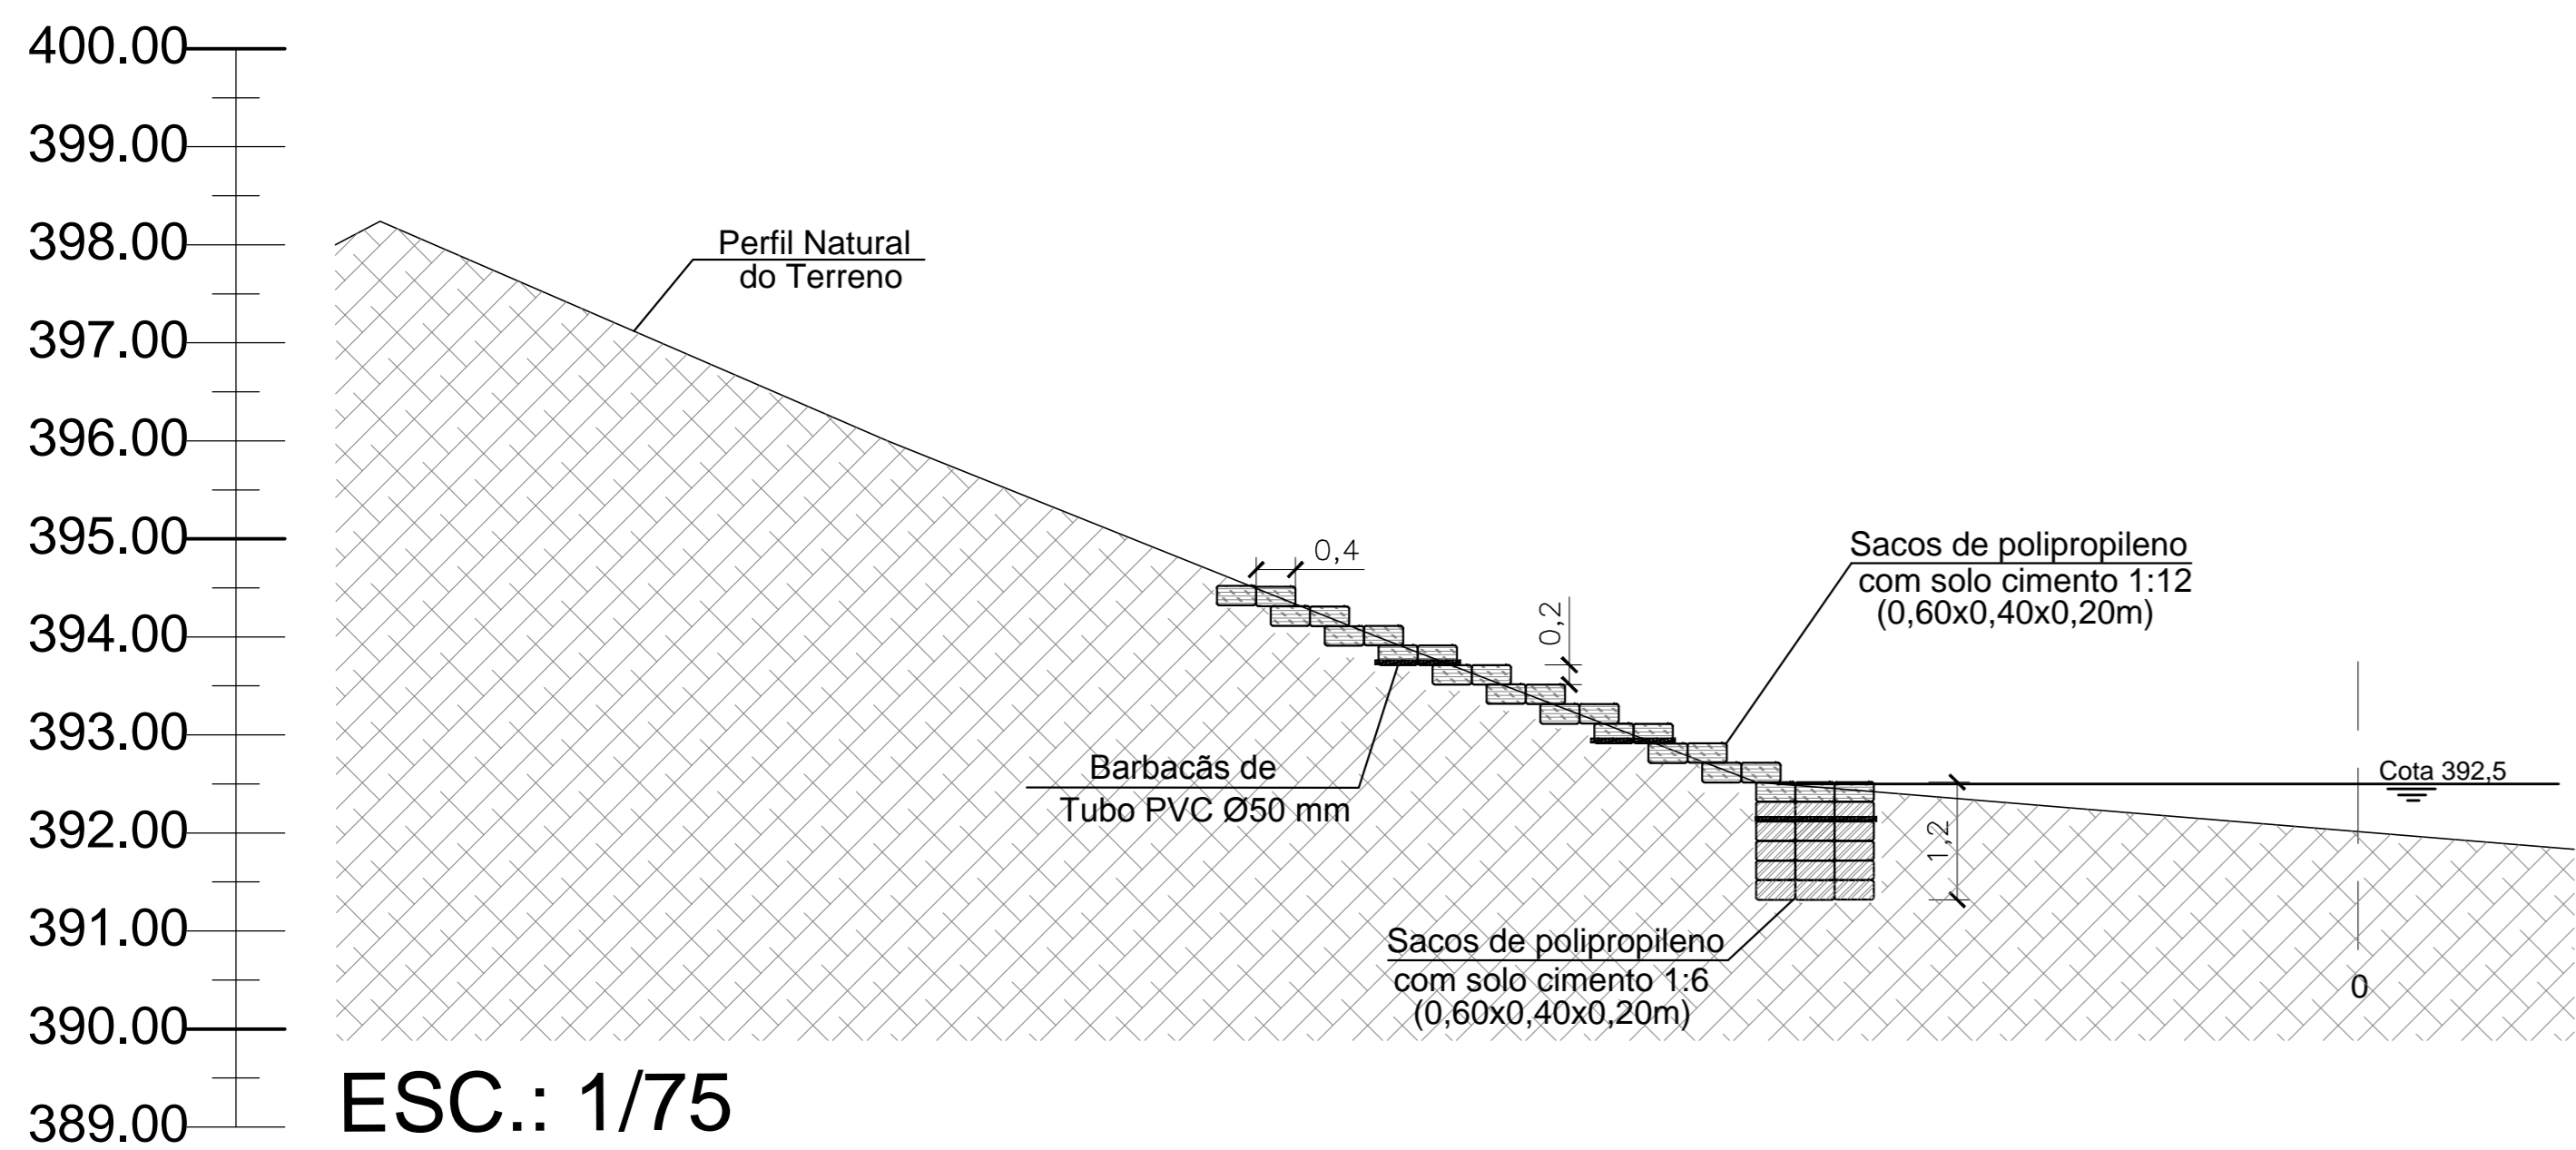 400.00
399.00
398.00
397.00
396.00
395.00
394.00
393.00
392.00
391.00
390.00
389.00
Perfil Natural
do Terreno
0,4
0,2
Sacos de polipropileno
com solo cimento 1:12
(0,60x0,40x0,20m)
Barbacãs de
Tubo PVC Ø50 mm
Cota 392,5
1,2
Sacos de polipropileno
com solo cimento 1:6
(0,60x0,40x0,20m)
0
ESC.: 1/75